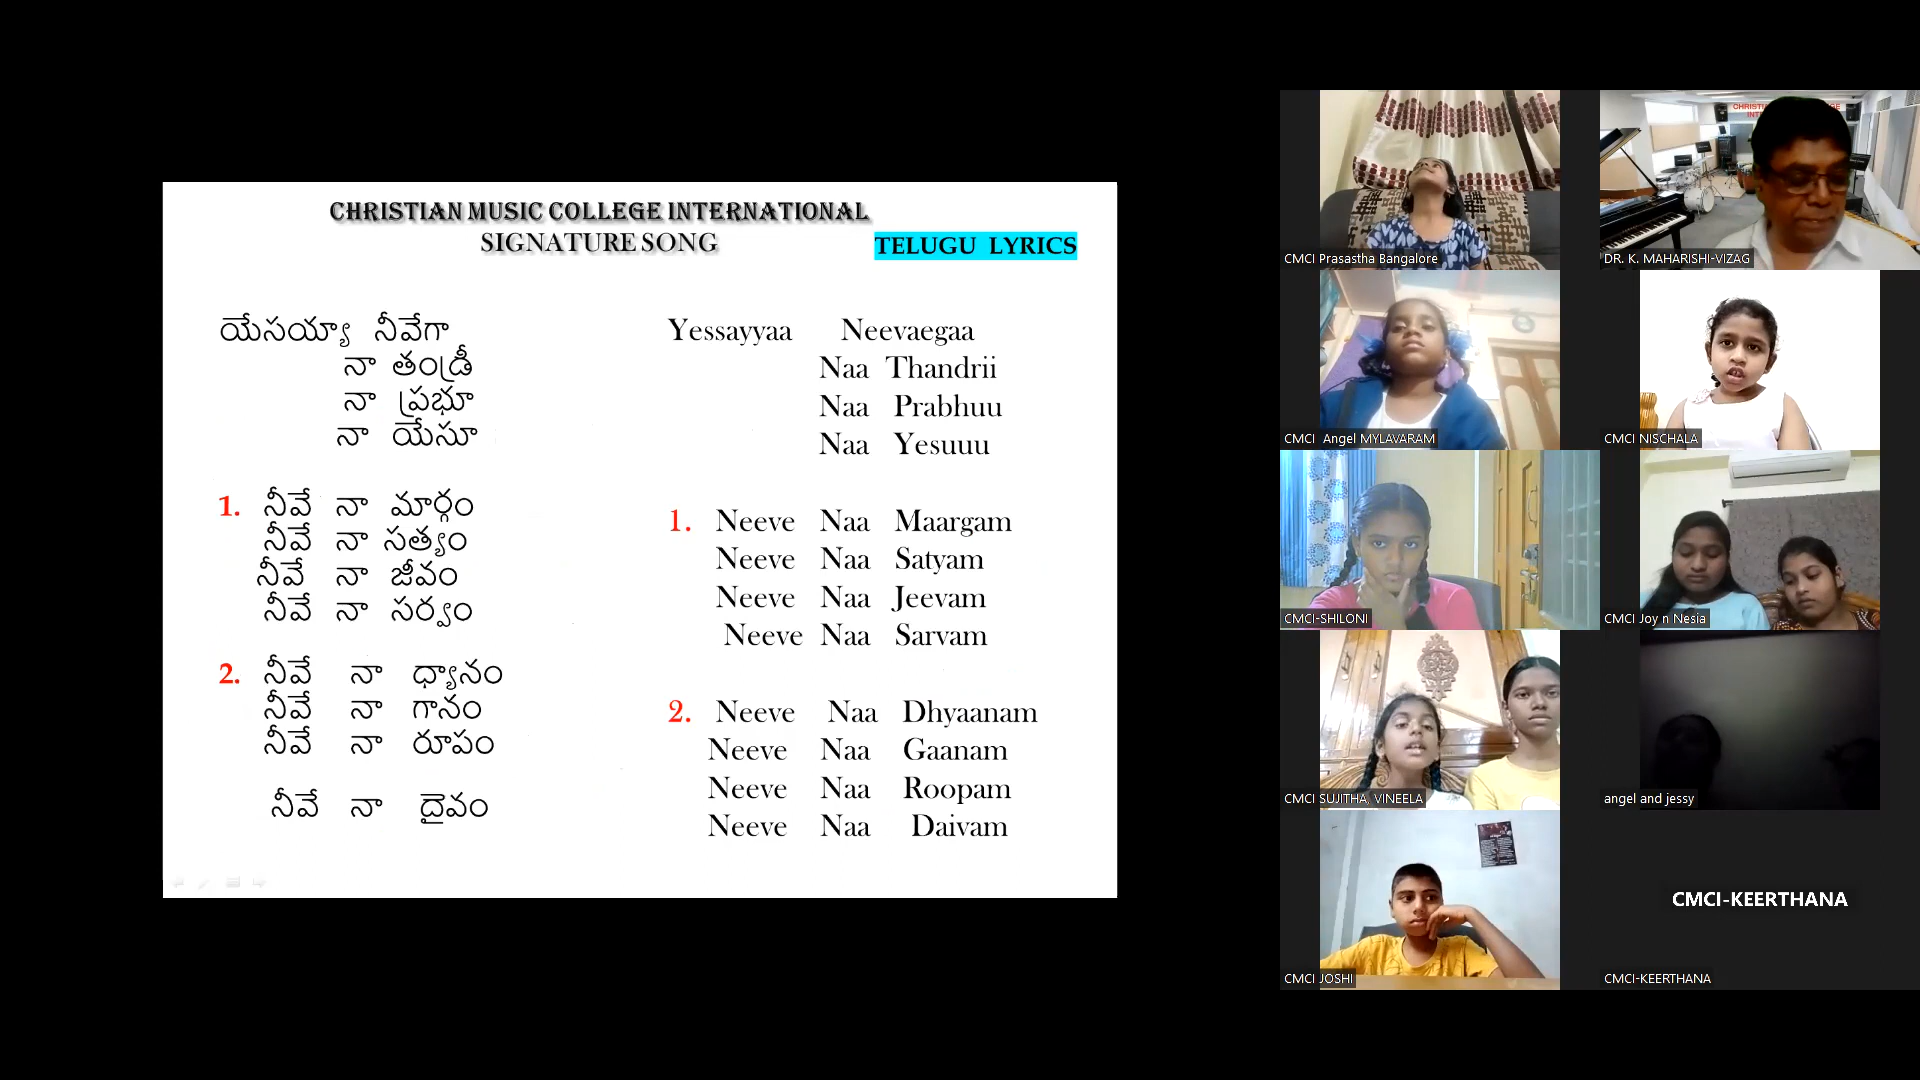 CHRISTIAN MUSIC COLLEGE INTERNATIONAL
SIGNATURE SONG
TELUGU LYRICS
యేసయ్యా నీవేగా
నా తండ్రీ
నా ప్రభూ
నా యేసూ
1. నీవే నా మార్గం
నీవే నా సత్యం
నీవే నా జీవం
నీవే నా సర్వం
2. నీవే నా ధ్యానం
నీవే నా గానం
నీవే నా రూపం
నీవే నా దైవం
Yessayyaa Neevaegaa
Naa Thandrii
Naa Prabhuu
Naa Yesuuu
1. Neeve Naa Maargam
Neeve Naa Satyam
Neeve Naa Jeevam
Neeve Naa Sarvam
2. Neeve Naa Dhyaanam
Neeve Naa Gaanam
Neeve Naa Roopam
Neeve Naa Daivam
CMCI Prasastha Bangalore
DR. K. MAHARISHI-VIZAG
CMCI Angel MYLAVARAM
CMCI NISCHALA
CMCI-SHILONI
CMCI Joy n Nesia
CMCI SUJITHA, VINEELA
angel and jessy
CMCI JOSHI
CMCI-KEERTHANA
CMCI-KEERTHANA